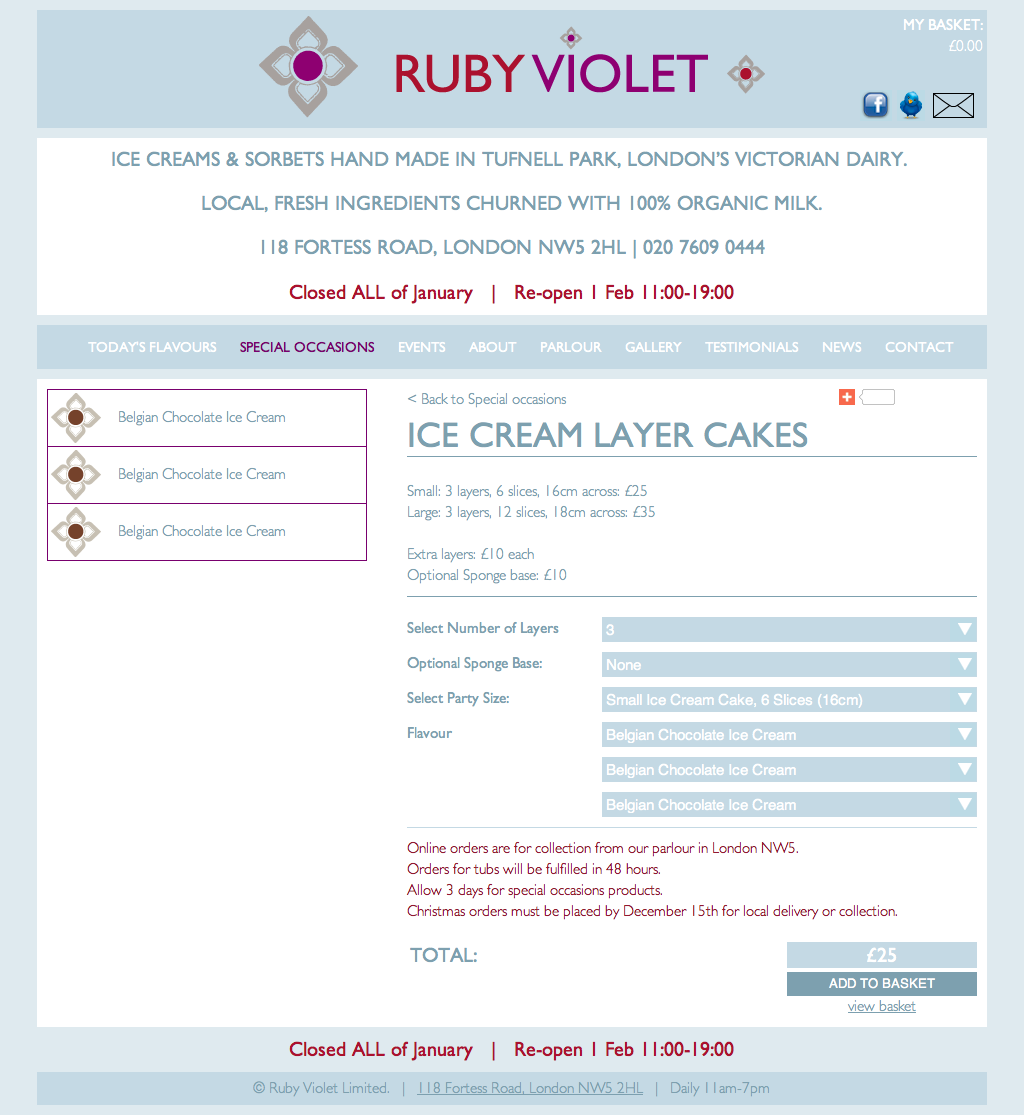 MY BASKET:
£0.00
RUBY VIOLET
ICE CREAMS & SORBETS HAND MADE IN TUFNELL PARK, LONDON'S VICTORIAN DAIRY.
LOCAL, FRESH INGREDIENTS CHURNED WITH 100% ORGANIC MILK.
118 FORTESS ROAD, LONDON NW5 2HL | 020 7609 0444
Closed ALL of January | Re-open 1 Feb 11:00-19:00
TODAY'S FLAVOURS SPECIAL OCCASIONS EVENTS ABOUT PARLOUR GALLERY TESTIMONIALS NEWS CONTACT
Belgian Chocolate Ice Cream
Belgian Chocolate Ice Cream
Belgian Chocolate Ice Cream
< Back to Special occasions
ICE CREAM LAYER CAKES
Small: 3 layers, 6 slices, 16cm across: £25
Large: 3 layers, 12 slices, 18cm across: £35
Extra layers: £10 each
Optional Sponge base: £10
Select Number of Layers 3
Optional Sponge Base: None
Select Party Size: Small Ice Cream Cake, 6 Slices (16cm)
Flavour Belgian Chocolate Ice Cream
Belgian Chocolate Ice Cream
Belgian Chocolate Ice Cream
Online orders are for collection from our parlour in London NW5.
Orders for tubs will be fulfilled in 48 hours.
Allow 3 days for special occasions products.
Christmas orders must be placed by December 15th for local delivery or collection.
TOTAL: £25
ADD TO BASKET
view basket
Closed ALL of January | Re-open 1 Feb 11:00-19:00
© Ruby Violet Limited. | 118 Fortess Road, London NW5 2HL | Daily 11am-7pm